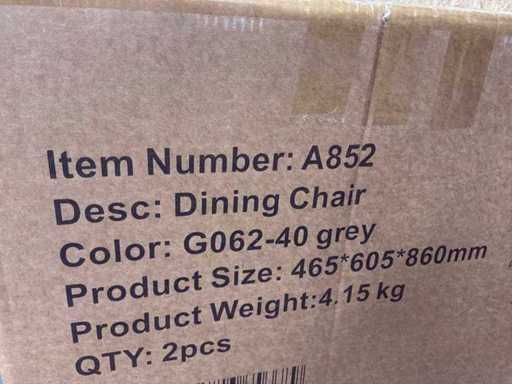 Item Number: A852
Desc: Dining Chair
Color: G062-40 grey
Product Size: 465*605*860mm
Product Weight:4.15 kg
QTY: 2pcs